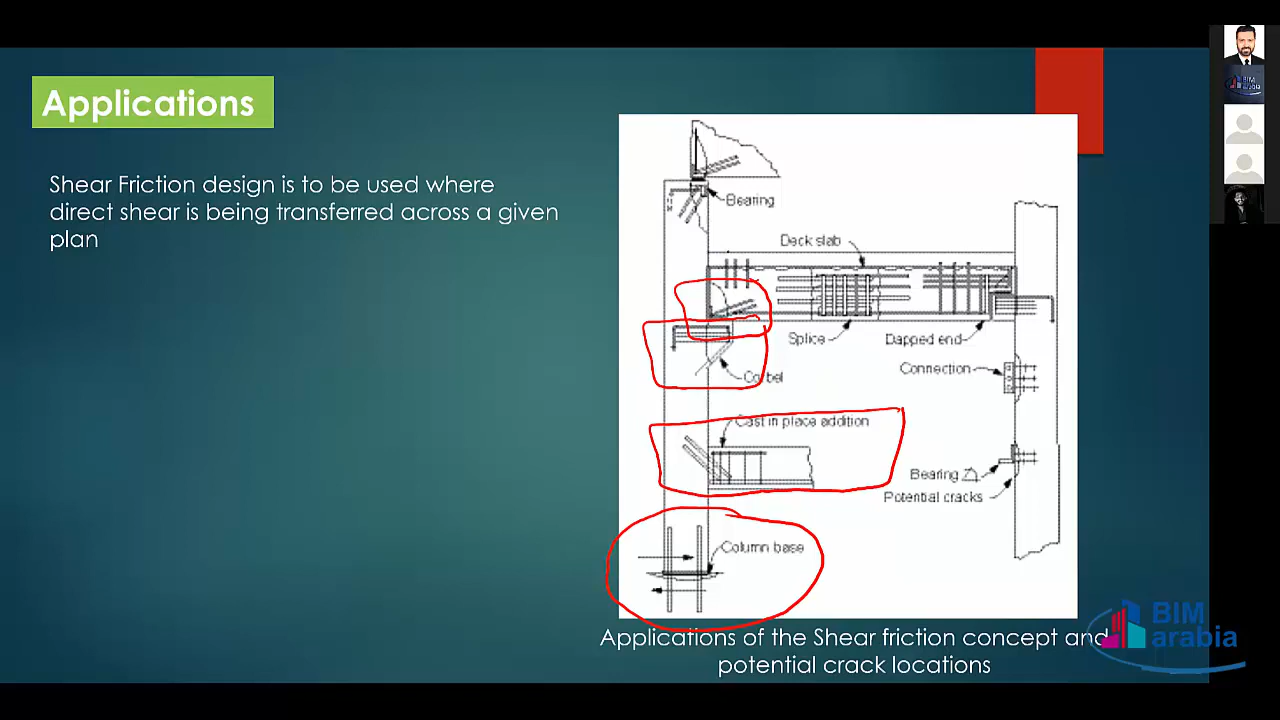 Applications
Shear Friction design is to be used where
direct shear is being transferred across a given
plan
Bearing
Deck slab
Splice
Dapped end
Connection
Corbel
Cast in place addition
Bearing
Potential cracks
Column base
Applications of the Shear friction concept and
potential crack locations
BIM
arabia
BIM
arabia